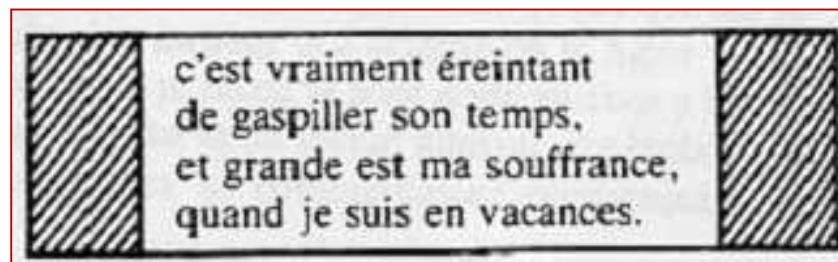 c'est vraiment éreintant
de gaspiller son temps,
et grande est ma souffrance,
quand je suis en vacances.